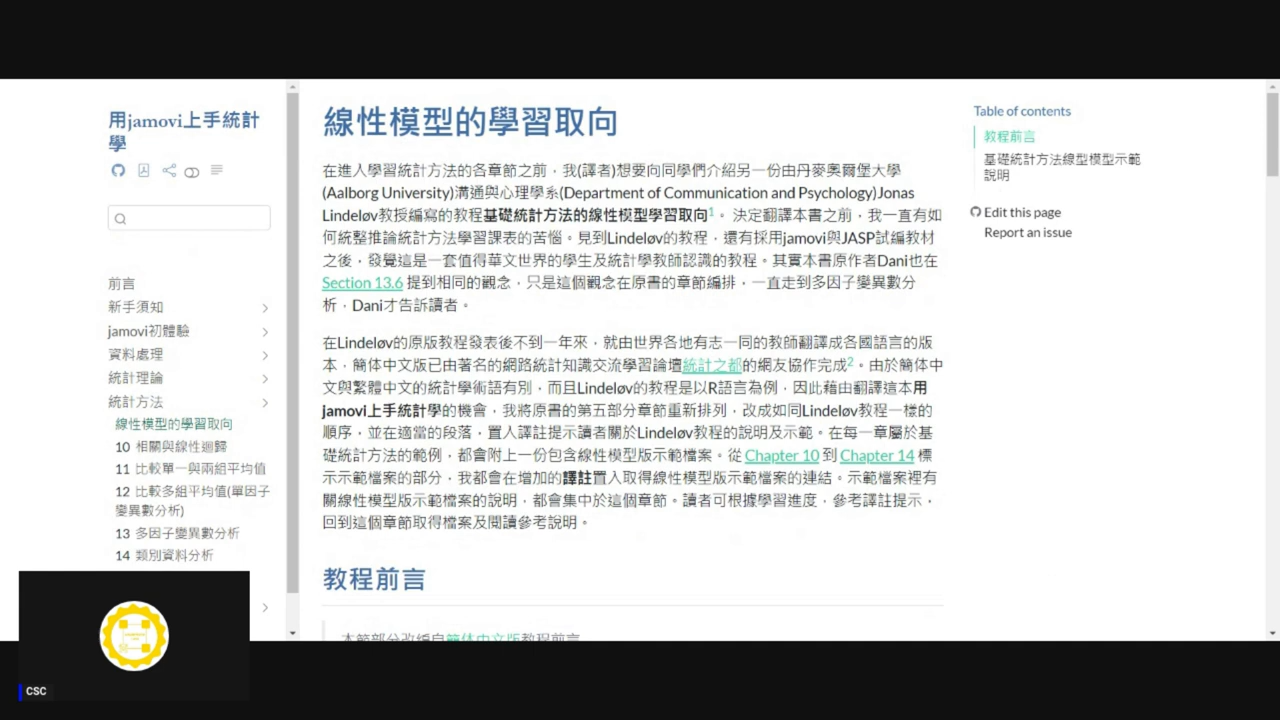 用jamovi上手統計
學
前言
新手須知
jamovi初體驗
資料處理
統計理論
統計方法
線性模型的學習取向
10 相關與線性迴歸
11 比較單一與兩組平均值
12 比較多組平均值(單因子
變異數分析)
13 多因子變異數分析
14 類別資料分析
線性模型的學習取向
在進入學習統計方法的各章節之前，我(譯者)想要向同學們介紹另一份由丹麥奧爾堡大學
(Aalborg University)溝通與心理學系(Department of Communication and Psychology)Jonas
Lindeløv教授編寫的教程基礎統計方法的線性模型學習取向1。 決定翻譯本書之前，我一直有如
何統整推論統計方法學習課表的苦惱。見到Lindeløv的教程，還有採用jamovi與JASP試編教材
之後，發覺這是一套值得華文世界的學生及統計學教師認識的教程。其實本書原作者Dani也在
Section 13.6 提到相同的觀念，只是這個觀念在原書的章節編排，一直走到多因子變異數分
析，Dani才告訴讀者。
在Lindeløv的原版教程發表後不到一年來，就由世界各地有志一同的教師翻譯成各國語言的版
本，簡体中文版已由著名的網路統計知識交流學習論壇統計之都的網友協作完成2。由於簡体中
文與繁體中文的統計學術語有別，而且Lindeløv的教程是以R語言為例，因此藉由翻譯這本用
jamovi上手統計學的機會，我將原書的第五部分章節重新排列，改成如同Lindeløv教程一樣的
順序，並在適當的段落，置入譯註提示讀者關於Lindeløv教程的說明及示範。在每一章屬於基
礎統計方法的範例，都會附上一份包含線性模型版示範檔案。從 Chapter 10 到 Chapter 14 標
示示範檔案的部分，我都會在增加的譯註置入取得線性模型版示範檔案的連結。示範檔案裡有
關線性模型版示範檔案的說明，都會集中於這個章節。讀者可根據學習進度，參考譯註提示，
回到這個章節取得檔案及閱讀參考說明。
教程前言
本節部分改編自簡体中文版教程前言
Table of contents
教程前言
基礎統計方法線型模型示範
說明
Edit this page
Report an issue
CSC